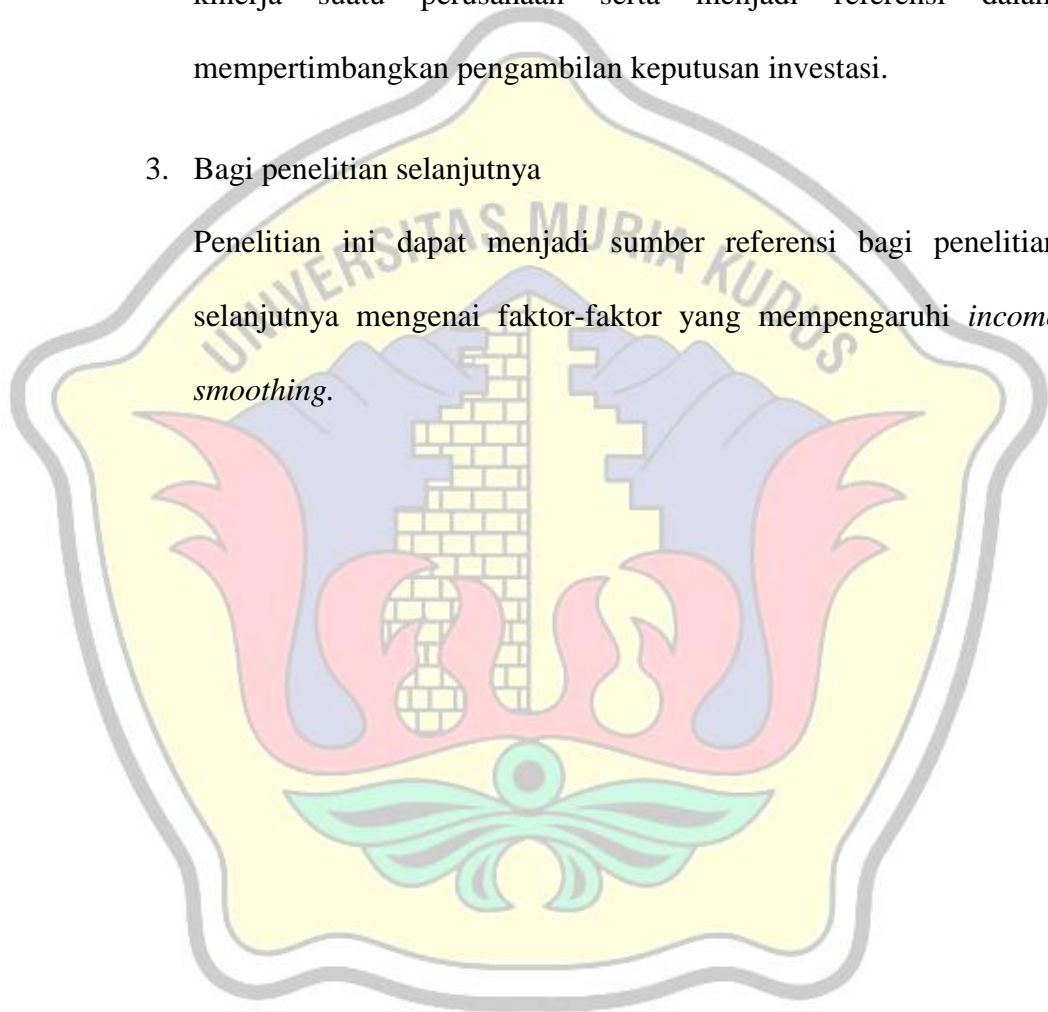 kinerja suatu perusahaan serta menjadi referensi dalam
mempertimbangkan pengambilan keputusan investasi.
3. Bagi penelitian selanjutnya
UNIVERSITAS MURIA KUDUS
Penelitian ini dapat menjadi sumber referensi bagi penelitian
selanjutnya mengenai faktor-faktor yang mempengaruhi income
smoothing.